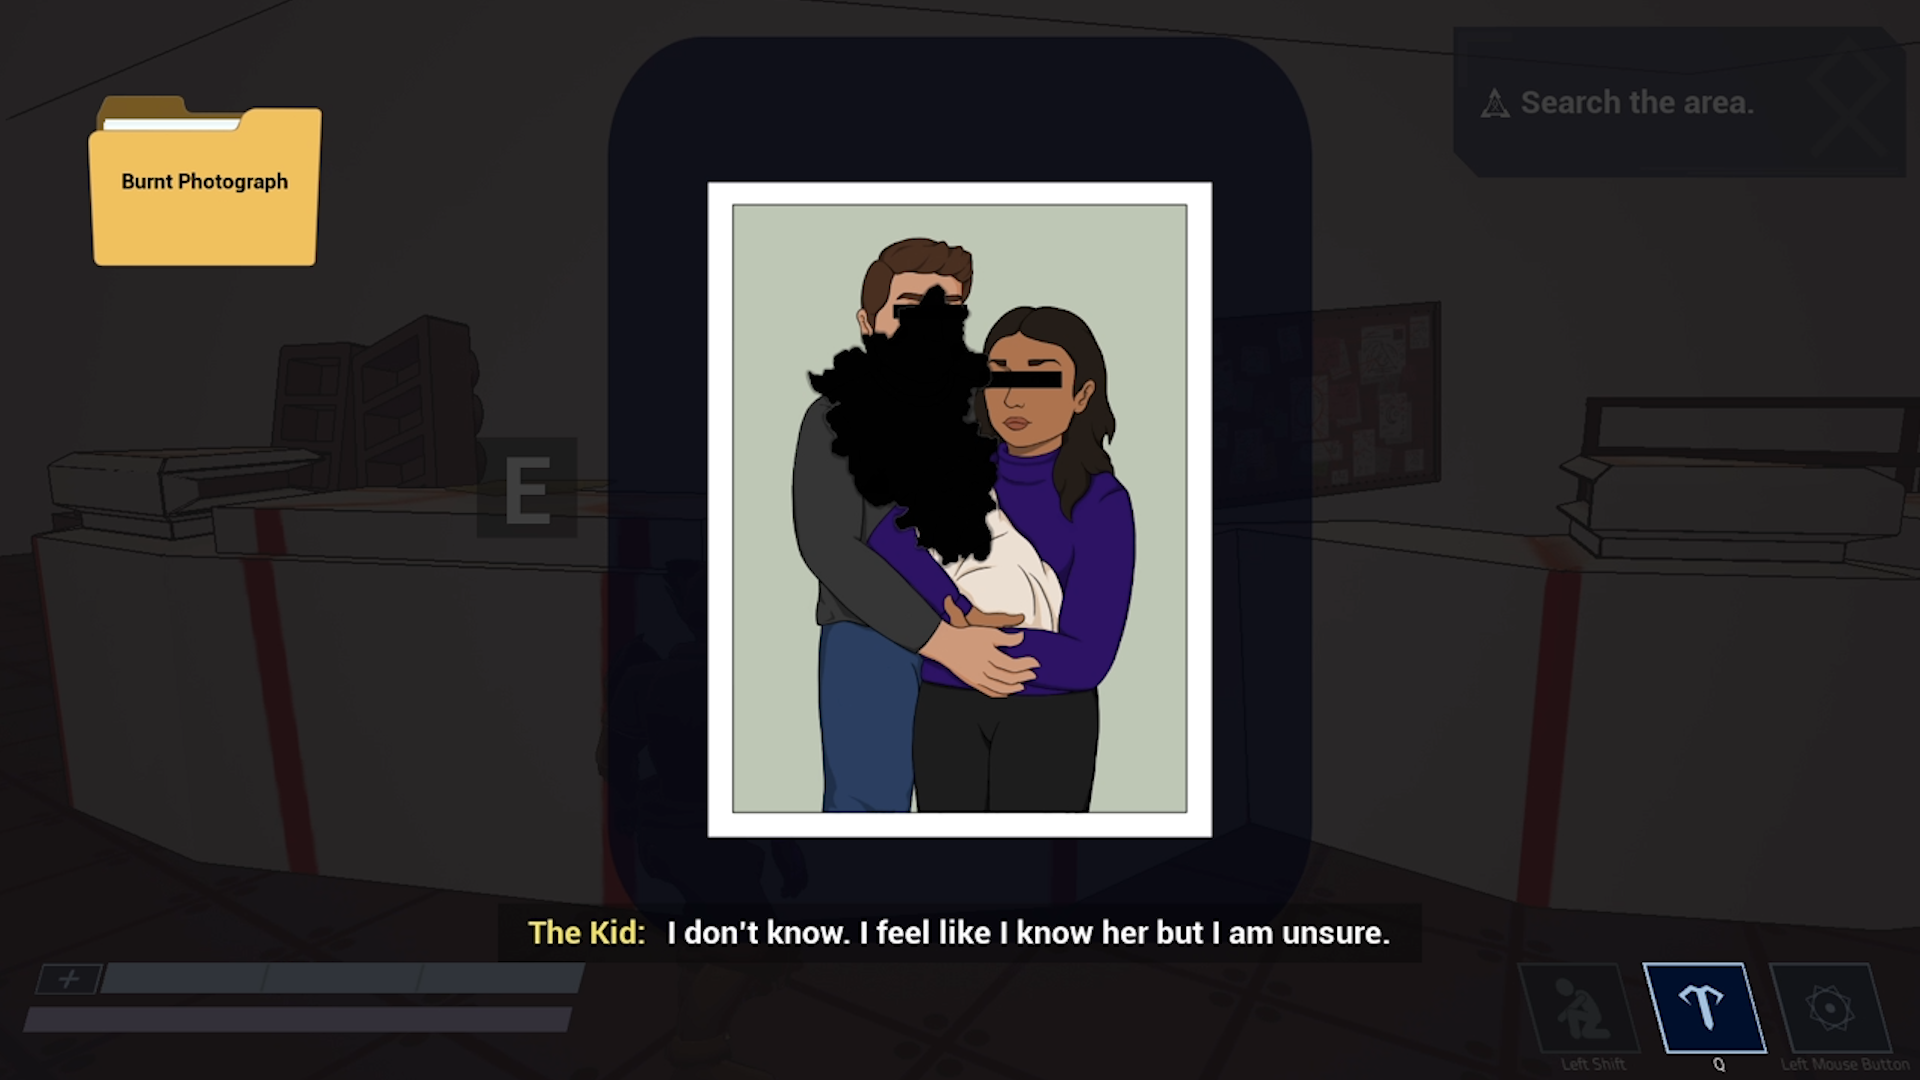 Burnt Photograph
Search the area.
E
The Kid: I don't know. I feel like I know her but I am unsure.
Left Shift
Q
Left Mouse Button